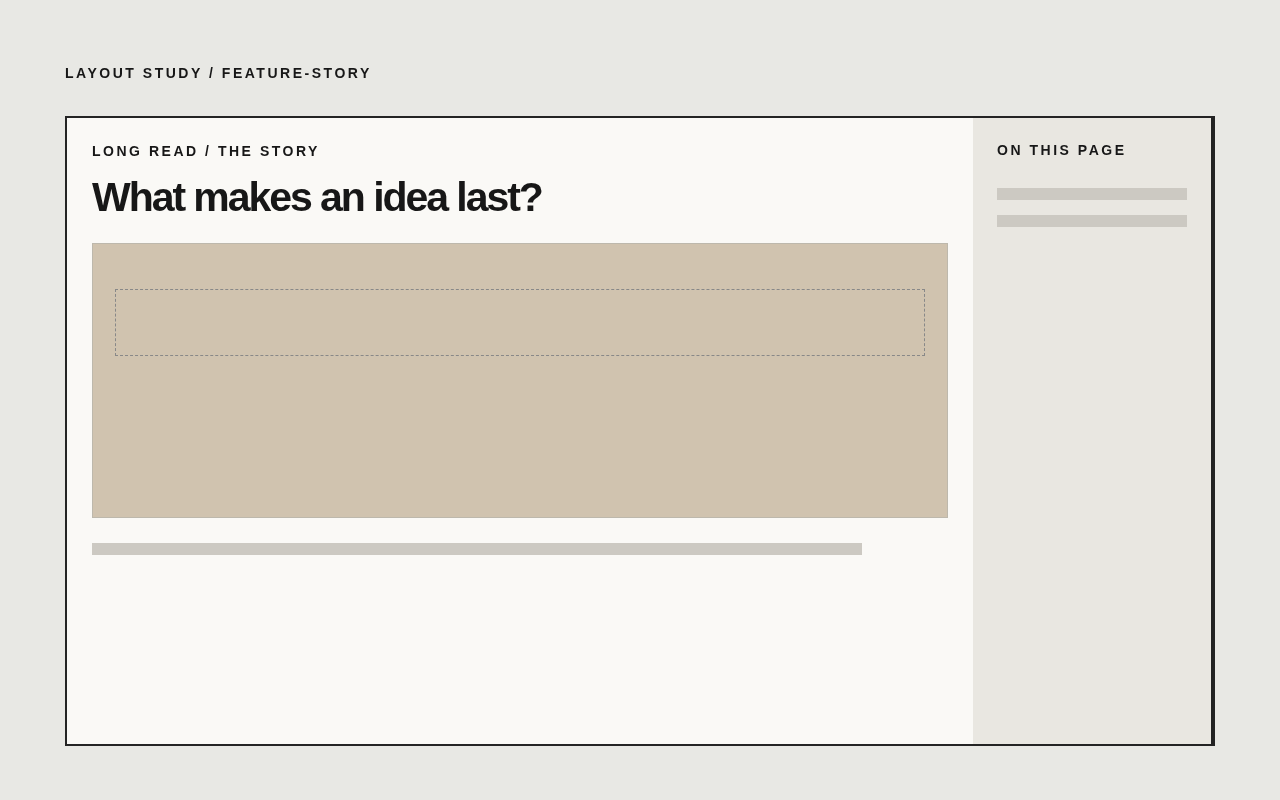 LAYOUT STUDY / FEATURE-STORY
LONG READ / THE STORY
What makes an idea last?
ON THIS PAGE